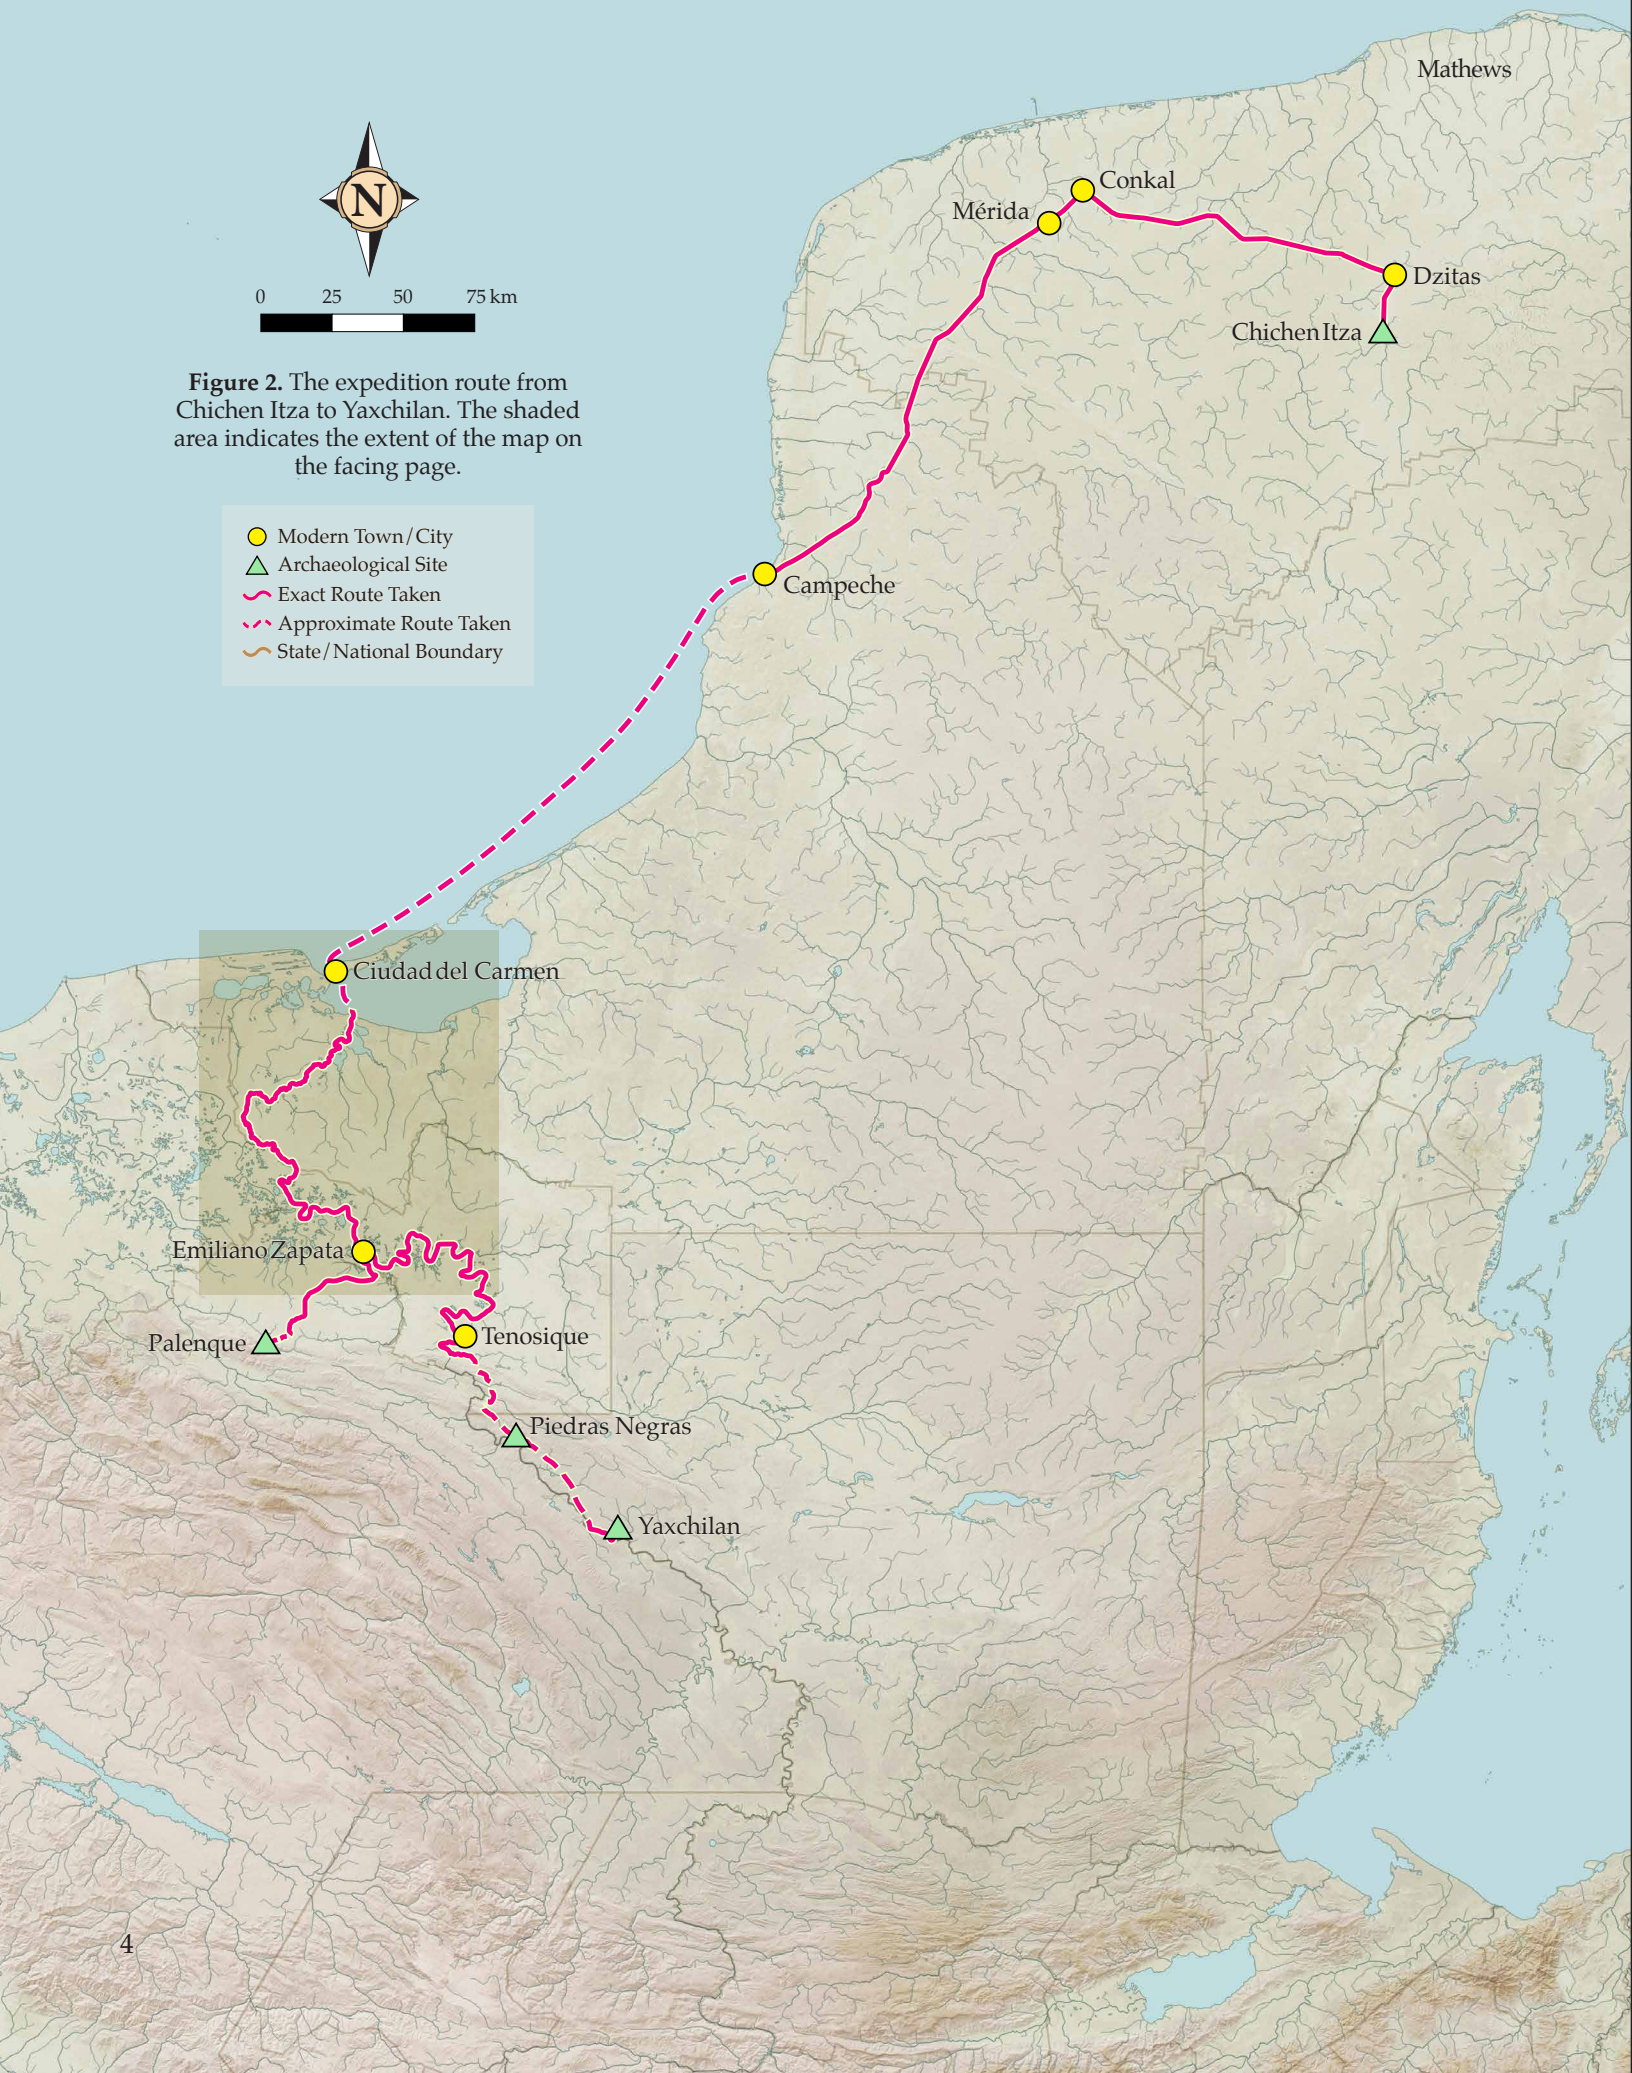 Mathews
Conkal
Mérida
N
Dzitas
0 25 50 75 km
Chichen Itza
Figure 2. The expedition route from
Chichen Itza to Yaxchilan. The shaded
area indicates the extent of the map on
the facing page.
Modern Town/City
Archaeological Site
Exact Route Taken
Approximate Route Taken
State/National Boundary
Campeche
Ciudad del Carmen
Emiliano Zapata
Tenosique
Palenque
Piedras Negras
Yaxchilan
4